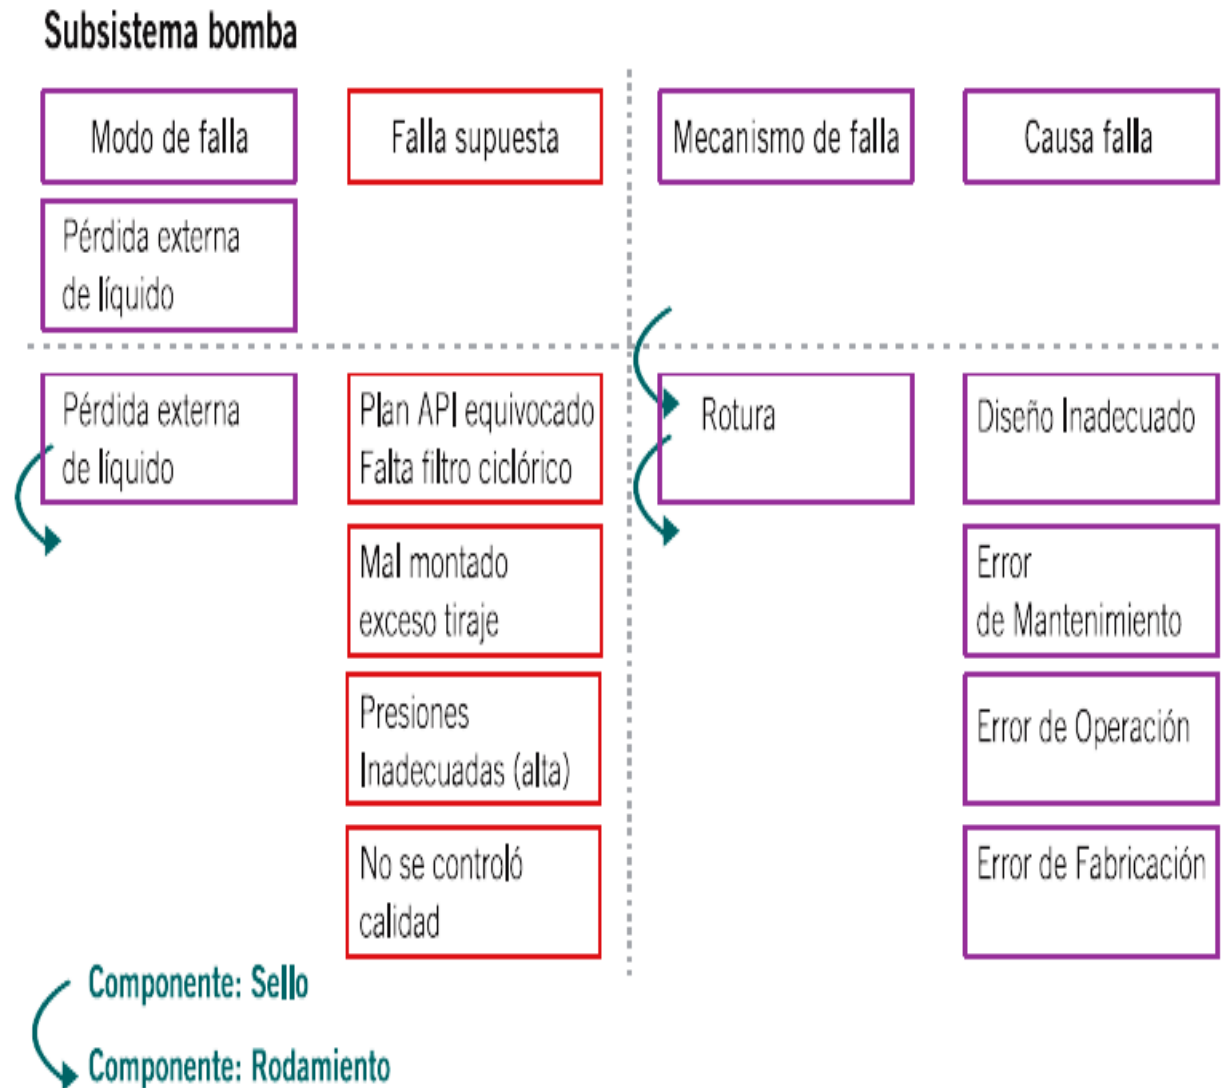 Subsistema bomba
Modo de falla
Falla supuesta
Mecanismo de falla
Causa falla
Pérdida externa
de líquido
Pérdida externa
de líquido
Plan API equivocado
Falta filtro ciclórico
Rotura
Diseño Inadecuado
Mal montado
exceso tiraje
Error
de Mantenimiento
Presiones
Inadecuadas (alta)
Error de Operación
No se controló
calidad
Error de Fabricación
Componente: Sello
Componente: Rodamiento